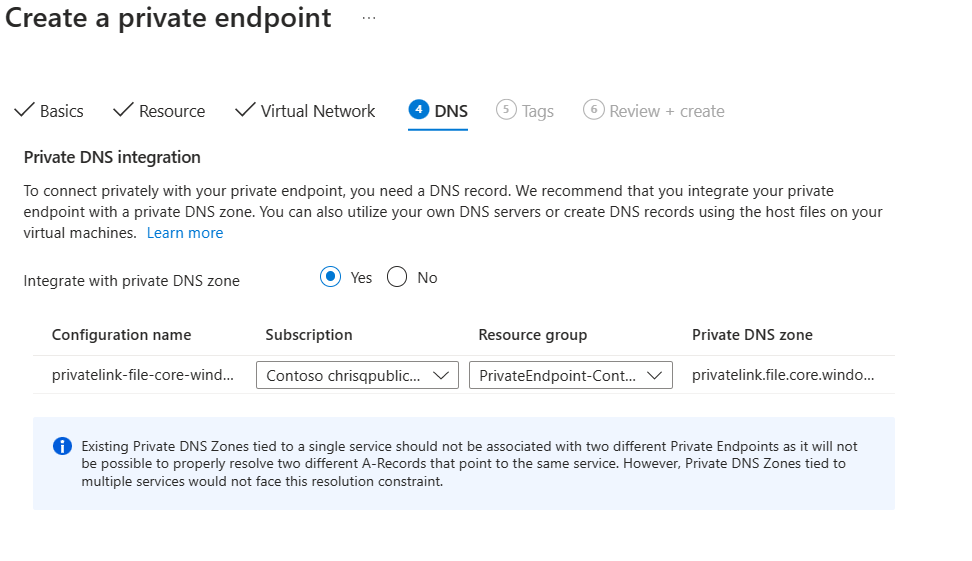 Create a private endpoint ...
Basics Resource Virtual Network 4 DNS 5 Tags 6 Review + create
Private DNS integration
To connect privately with your private endpoint, you need a DNS record. We recommend that you integrate your private
endpoint with a private DNS zone. You can also utilize your own DNS servers or create DNS records using the host files on your
virtual machines. Learn more
Integrate with private DNS zone Yes No
Configuration name Subscription Resource group Private DNS zone
privatelink-file-core-wind... Contoso chrisqpublic... PrivateEndpoint-Cont... privatelink.file.core.windo...
Existing Private DNS Zones tied to a single service should not be associated with two different Private Endpoints as it will not
be possible to properly resolve two different A-Records that point to the same service. However, Private DNS Zones tied to
multiple services would not face this resolution constraint.